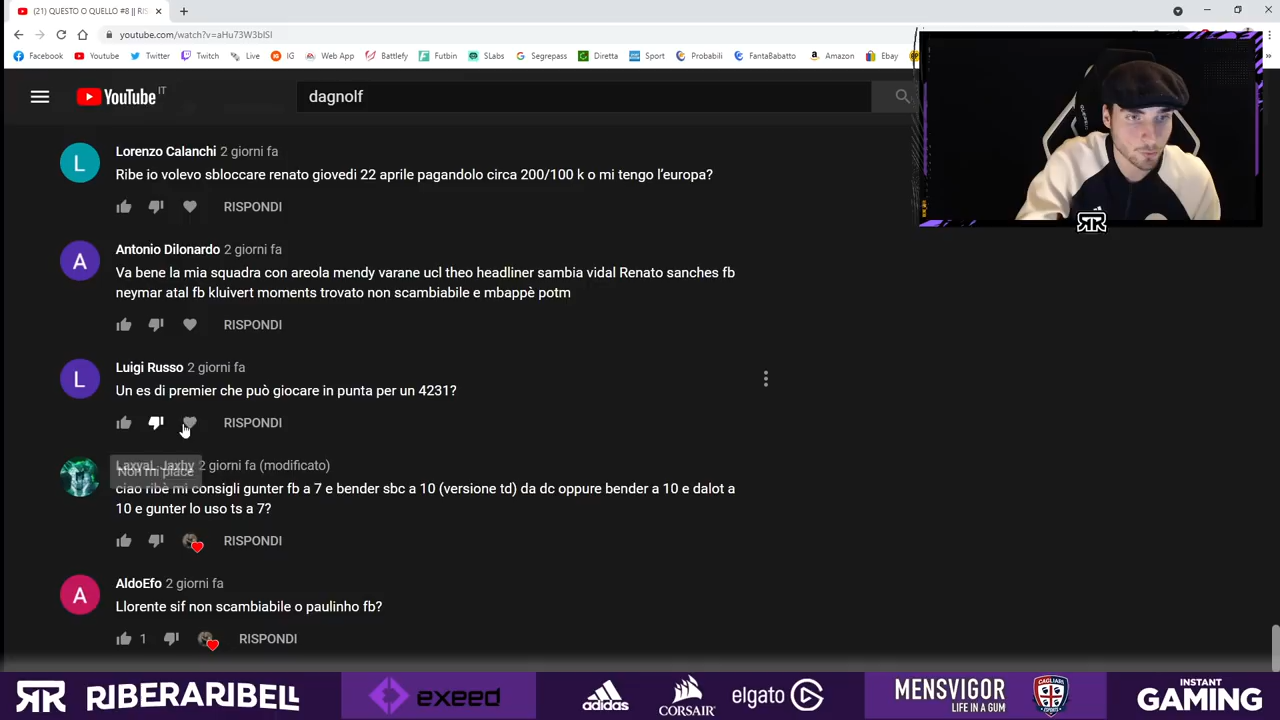 (21) QUESTO O QUELLO #8 || RIS
youtube.com/watch?v=aHu73W3bISI
Facebook Youtube Twitter Twitch Live IG Web App Battlefy Futbin SLabs Segrepass Diretta Sport Probabili FantaBabatto Amazon Ebay
YouTube IT
dagnolf
Lorenzo Calanchi 2 giorni fa
Ribe io volevo sbloccare renato giovedi 22 aprile pagandolo circa 200/100 k o mi tengo l'europa?
RISPONDI
Antonio Dilonardo 2 giorni fa
Va bene la mia squadra con areola mendy varane ucl theo headliner sambia vidal Renato sanches fb
neymar atal fb kluivert moments trovato non scambiabile e mbappè potm
RISPONDI
Luigi Russo 2 giorni fa
Un es di premier che può giocare in punta per un 4231?
RISPONDI
2 giorni fa (modificato)
Non mi piace
ciao ribè mi consigli gunter fb a 7 e bender sbc a 10 (versione td) da dc oppure bender a 10 e dalot a
10 e gunter lo uso ts a 7?
RISPONDI
AldoEfo 2 giorni fa
Llorente sif non scambiabile o paulinho fb?
1 RISPONDI
RR RIBERARIBELL exeed adidas CORSAIR elgato MENSVIGOR LIFE IN A GUM CAGLIARI INSTANT GAMING